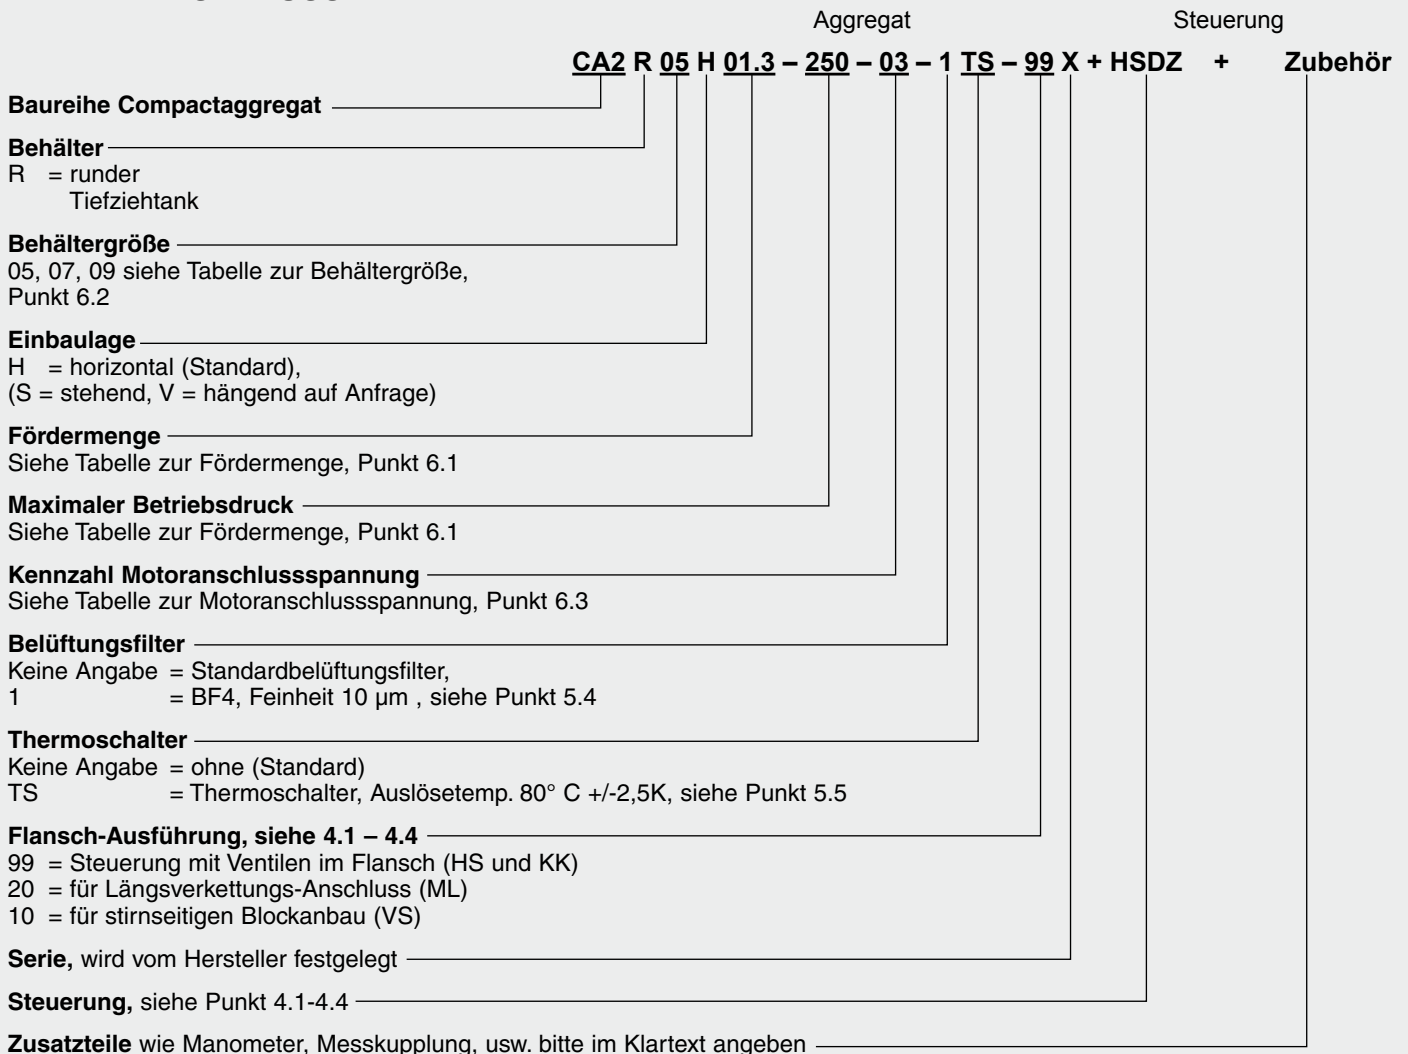 Aggregat Steuerung
CA2 R 05 H 01.3 – 250 – 03 – 1 TS – 99 X + HSDZ + Zubehör
Baureihe Compactaggregat
Behälter
R = runder
Tiefziehtank
Behältergröße
05, 07, 09 siehe Tabelle zur Behältergröße,
Punkt 6.2
Einbaulage
H = horizontal (Standard),
(S = stehend, V = hängend auf Anfrage)
Fördermenge
Siehe Tabelle zur Fördermenge, Punkt 6.1
Maximaler Betriebsdruck
Siehe Tabelle zur Fördermenge, Punkt 6.1
Kennzahl Motoranschlussspannung
Siehe Tabelle zur Motoranschlussspannung, Punkt 6.3
Belüftungsfilter
Keine Angabe = Standardbelüftungsfilter,
1 = BF4, Feinheit 10 µm , siehe Punkt 5.4
Thermoschalter
Keine Angabe = ohne (Standard)
TS = Thermoschalter, Auslösetemp. 80° C +/-2,5K, siehe Punkt 5.5
Flansch-Ausführung, siehe 4.1 – 4.4
99 = Steuerung mit Ventilen im Flansch (HS und KK)
20 = für Längsverkettungs-Anschluss (ML)
10 = für stirnseitigen Blockanbau (VS)
Serie, wird vom Hersteller festgelegt
Steuerung, siehe Punkt 4.1-4.4
Zusatzteile wie Manometer, Messkupplung, usw. bitte im Klartext angeben